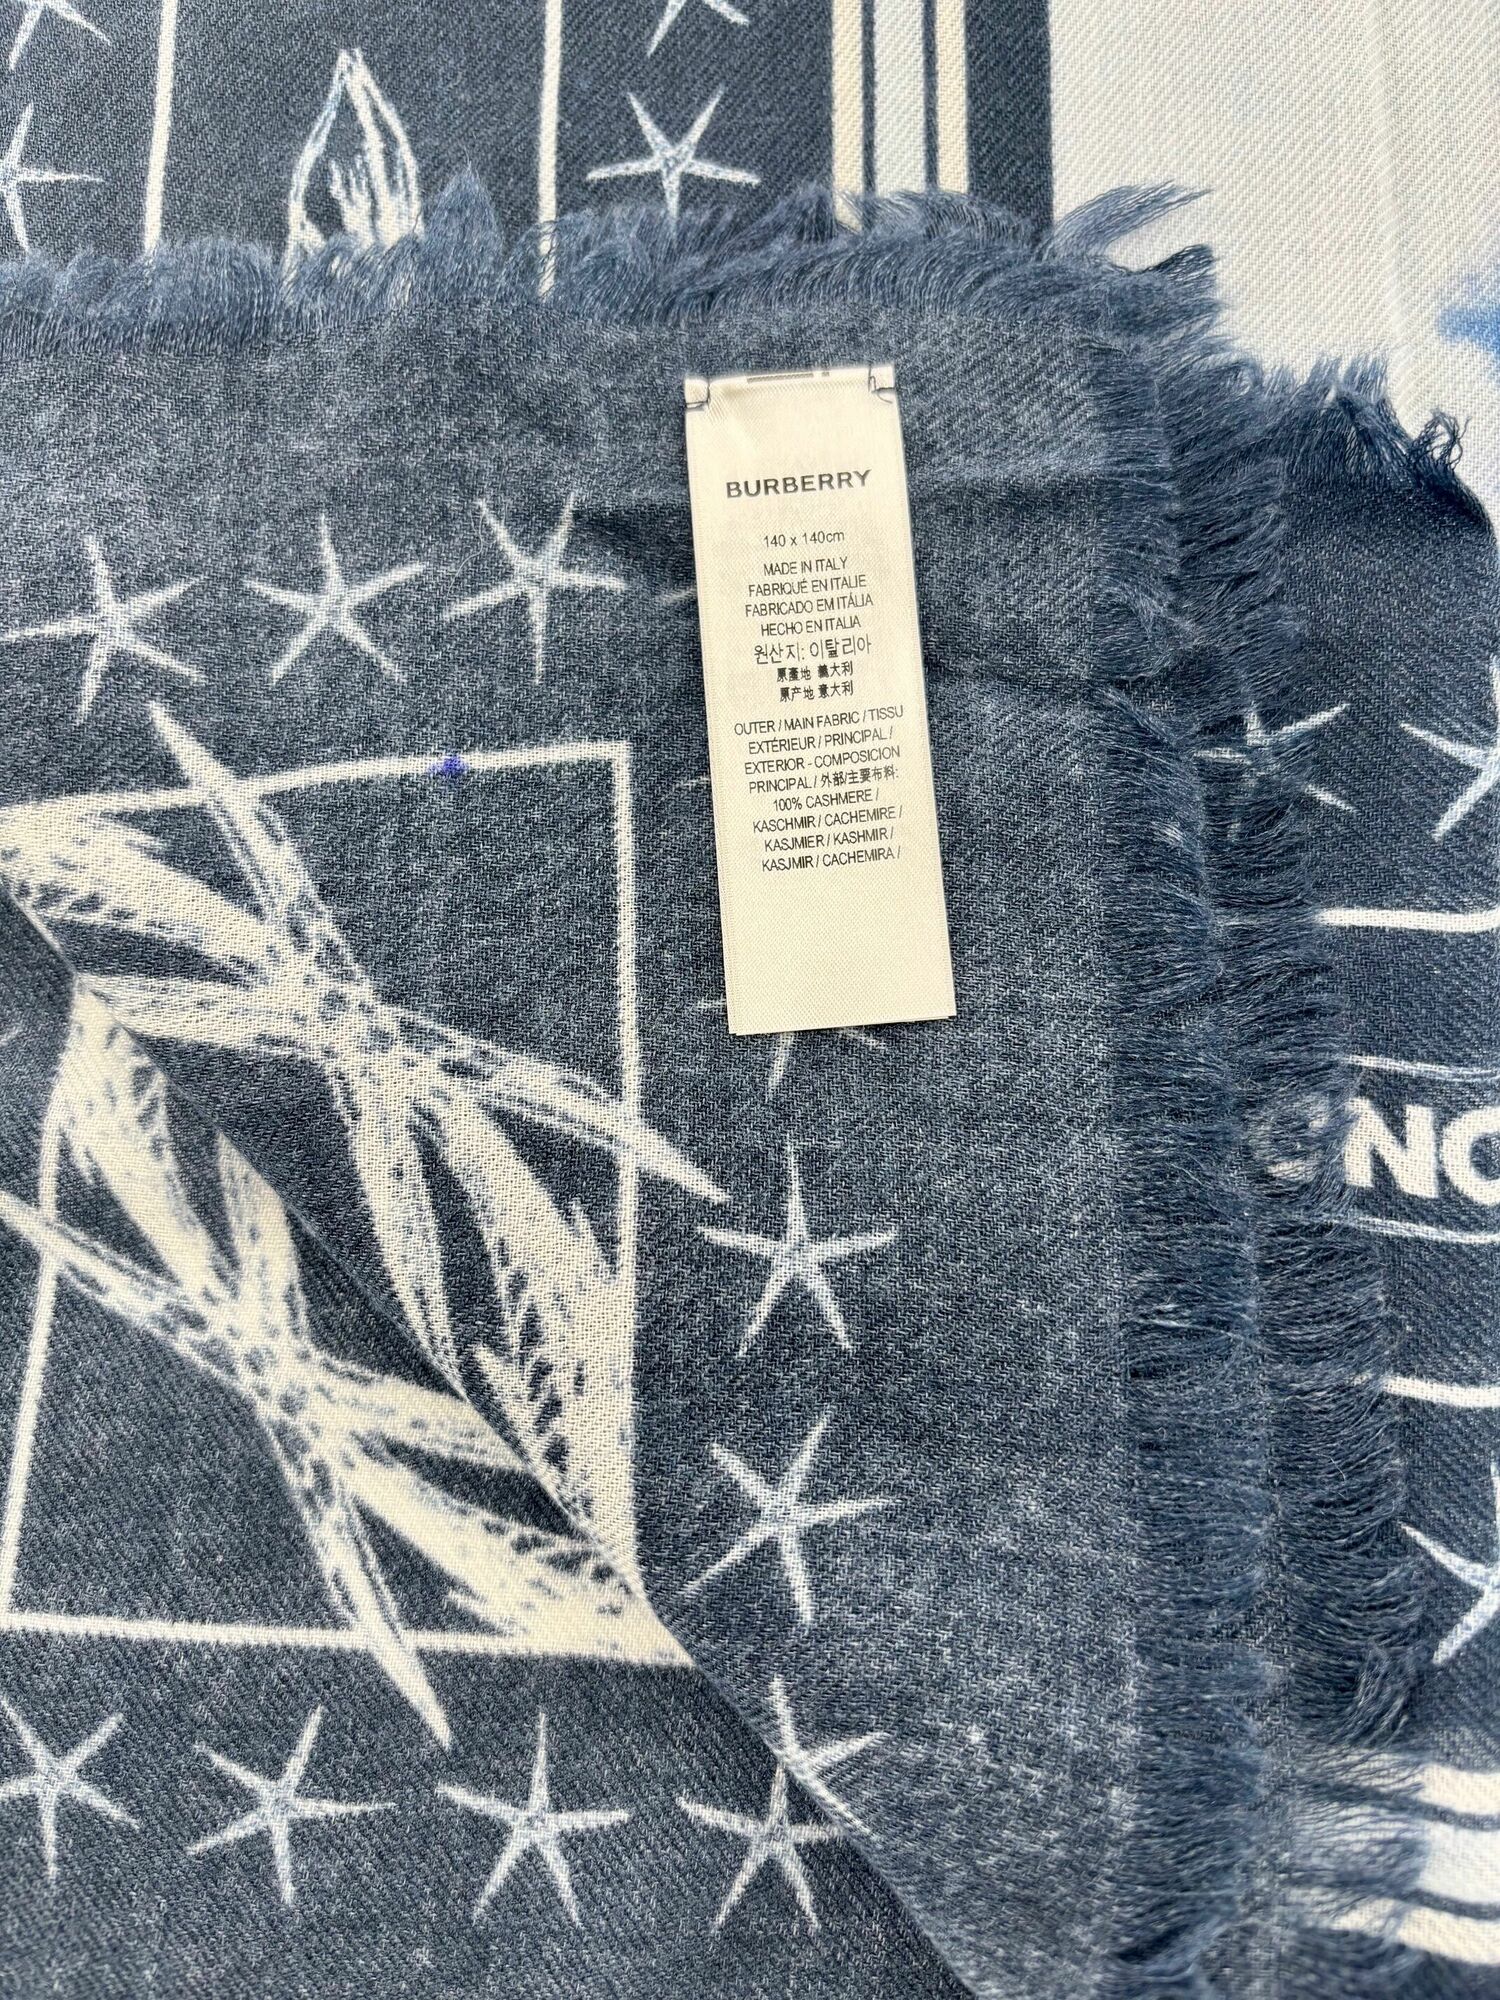 BURBERRY
140 x 140cm
MADE IN ITALY
FABRIQUÉ EN ITALIE
FABRICADO EM ITÁLIA
HECHO EN ITALIA
원산지: 이탈리아
原產地 義大利
原产地 意大利
OUTER / MAIN FABRIC / TISSU
EXTÉRIEUR / PRINCIPAL /
EXTERIOR - COMPOSICION
PRINCIPAL / 外部/主要布料:
100% CASHMERE /
KASCHMIR / CACHEMIRE /
KASJMIER / KASHMIR /
KASJMIR / CACHEMIRA /